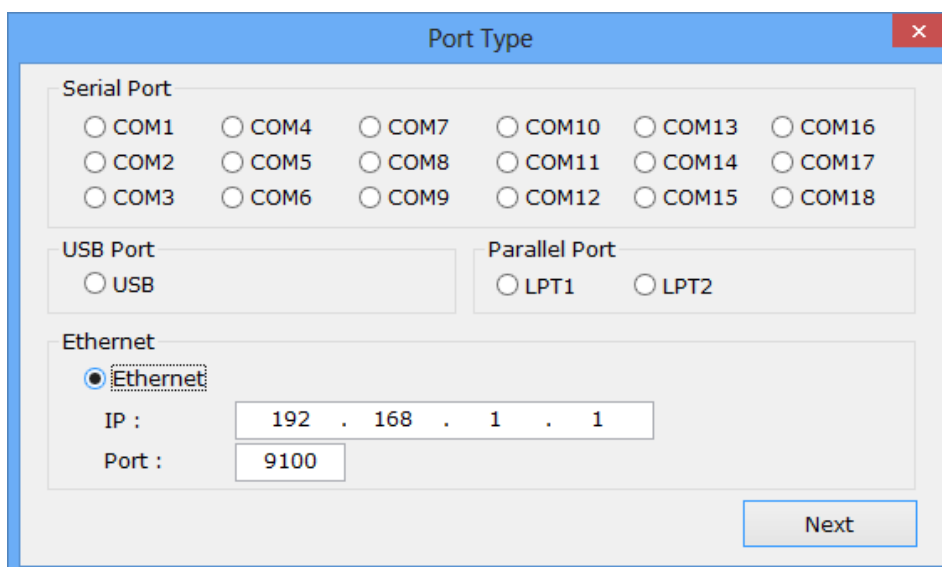 Port Type
Serial Port
COM1 COM4 COM7 COM10 COM13 COM16
COM2 COM5 COM8 COM11 COM14 COM17
COM3 COM6 COM9 COM12 COM15 COM18
USB Port Parallel Port
USB LPT1 LPT2
Ethernet
Ethernet
IP : 192 . 168 . 1 . 1
Port : 9100
Next